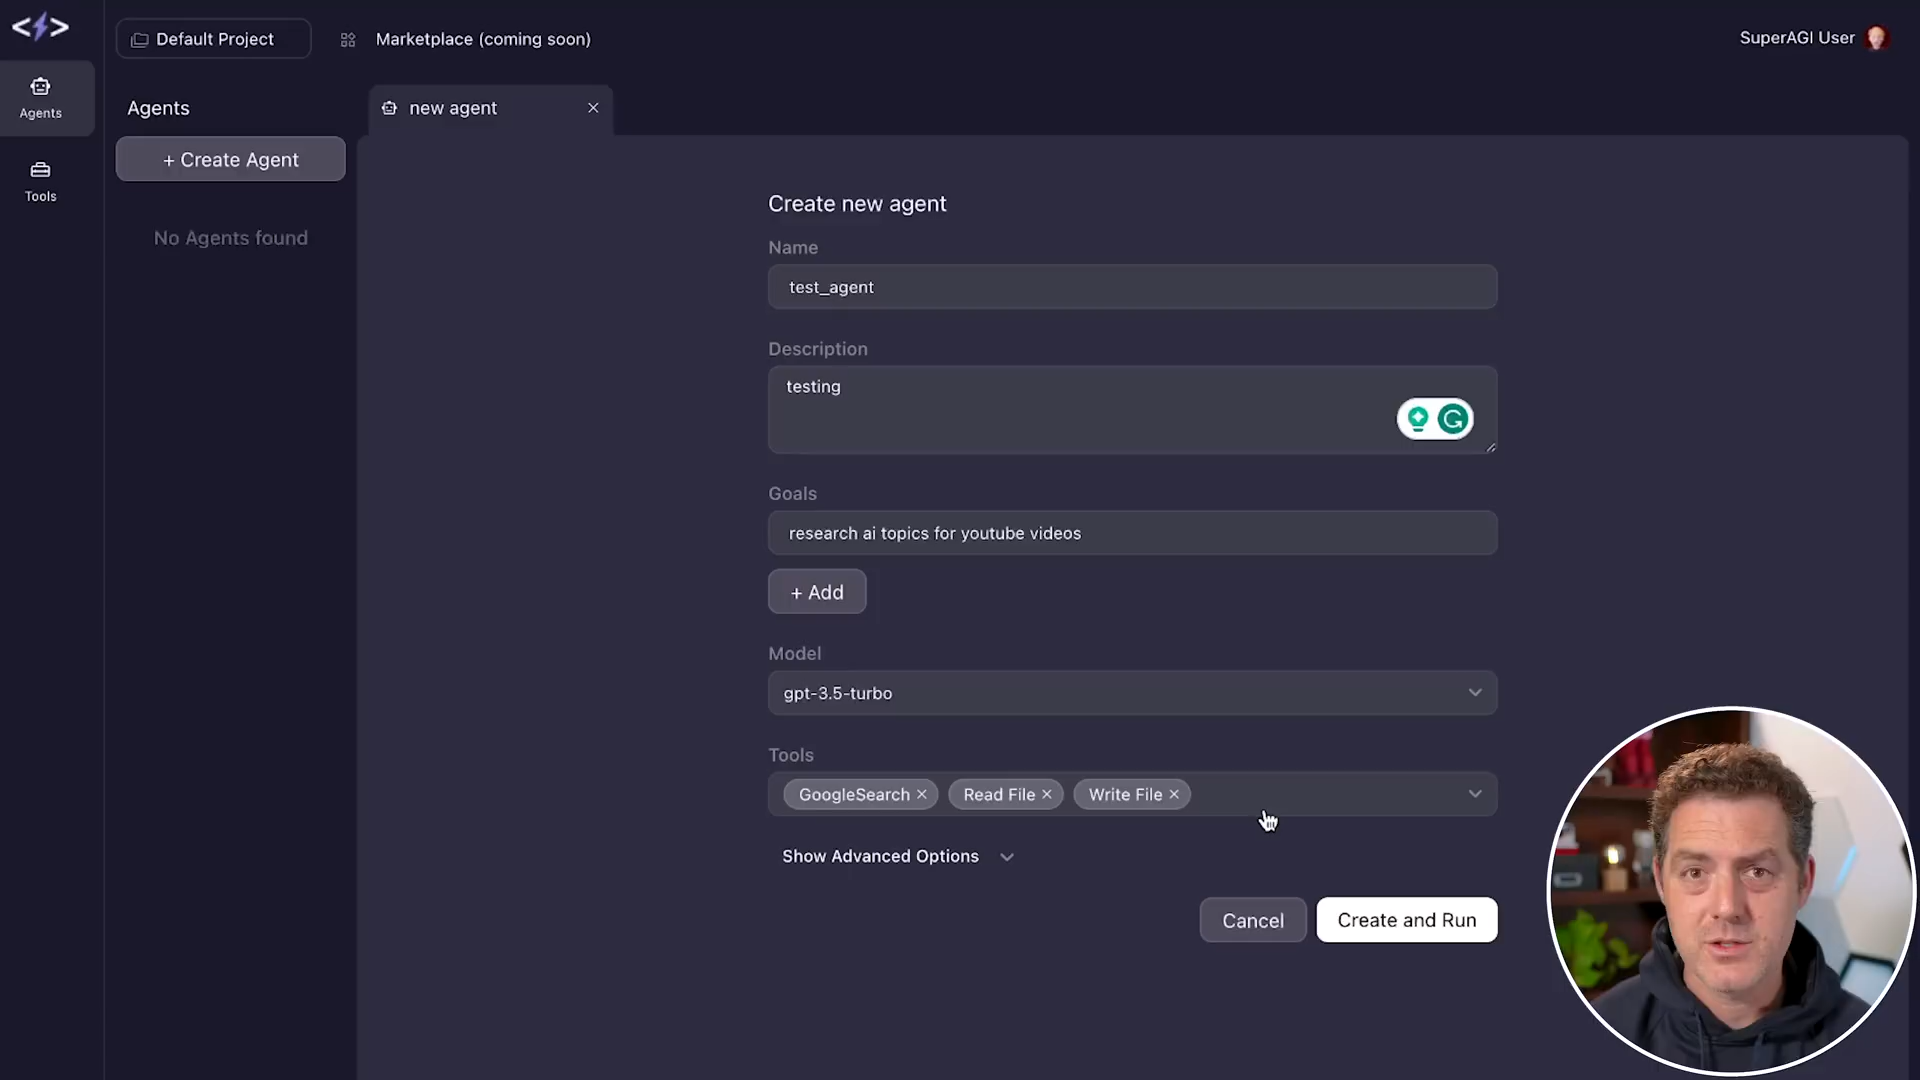 Default Project
Marketplace (coming soon)
SuperAGI User
Agents
Tools
Agents
+ Create Agent
No Agents found
new agent
Create new agent
Name
test_agent
Description
testing
Goals
research ai topics for youtube videos
+ Add
Model
gpt-3.5-turbo
Tools
GoogleSearch
Read File
Write File
Show Advanced Options
Cancel
Create and Run